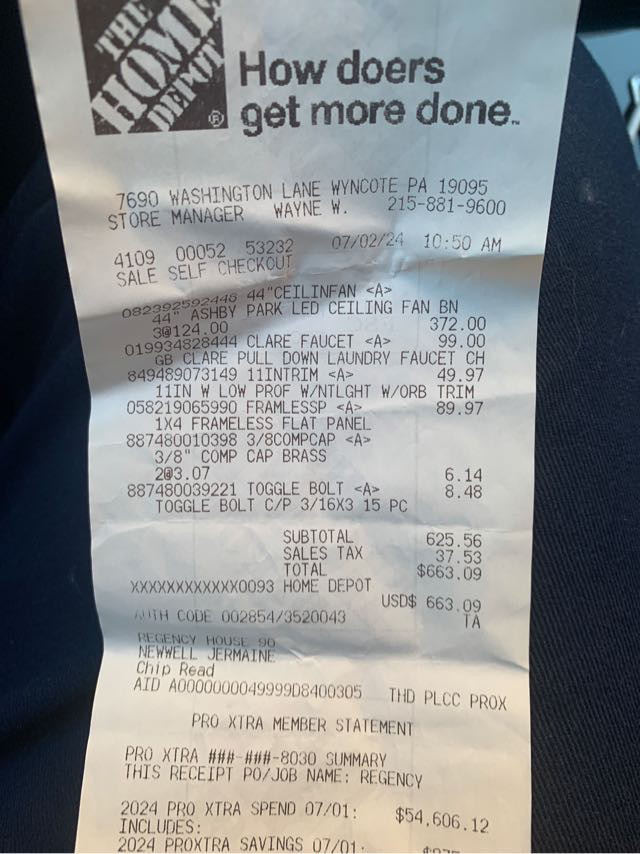 THE
HOME
DEPOT
®
How doers
get more done™
7690 WASHINGTON LANE WYNCOTE PA 19095
STORE MANAGER WAYNE W. 215-881-9600
4109 00052 53232 07/02/24 10:50 AM
SALE SELF CHECKOUT
082392592448 44"CEILINFAN <A>
44" ASHBY PARK LED CEILING FAN BN
3@124.00 372.00
019934828444 CLARE FAUCET <A> 99.00
GB CLARE PULL DOWN LAUNDRY FAUCET CH
849489073149 11INTRIM <A> 49.97
11IN W LOW PROF W/NTLGHT W/ORB TRIM
058219065990 FRAMLESSP <A> 89.97
1X4 FRAMELESS FLAT PANEL
887480010398 3/8COMPCAP <A>
3/8" COMP CAP BRASS
2@3.07 6.14
887480039221 TOGGLE BOLT <A> 8.48
TOGGLE BOLT C/P 3/16X3 15 PC
SUBTOTAL 625.56
SALES TAX 37.53
TOTAL $663.09
XXXXXXXXXXXX0093 HOME DEPOT
USD$ 663.09
AUTH CODE 002854/3520043 TA
REGENCY HOUSE 90
NEWWELL JERMAINE
Chip Read
AID A0000000049999D8400305 THD PLCC PROX
PRO XTRA MEMBER STATEMENT
PRO XTRA ###-###-8030 SUMMARY
THIS RECEIPT PO/JOB NAME: REGENCY
2024 PRO XTRA SPEND 07/01: $54,606.12
INCLUDES:
2024 PROXTRA SAVINGS 07/01: